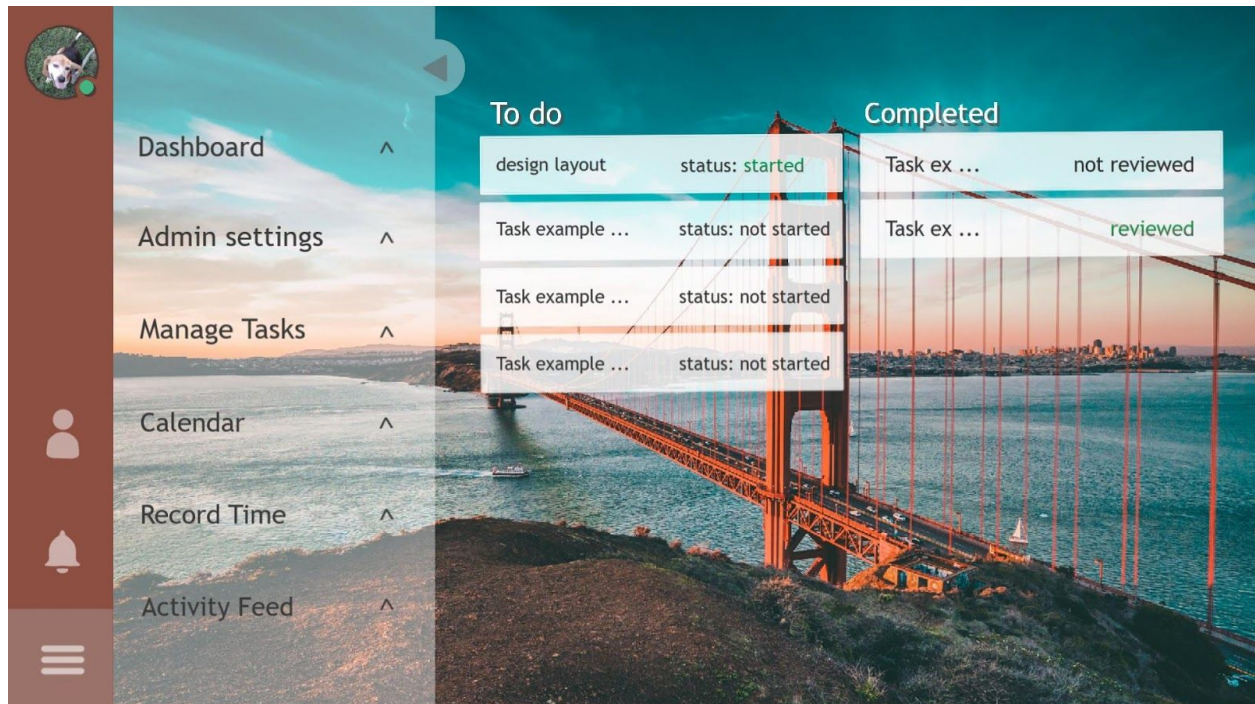 Dashboard ^
Admin settings ^
Manage Tasks ^
Calendar ^
Record Time ^
Activity Feed ^
To do
design layout status: started
Task example ... status: not started
Task example ... status: not started
Task example ... status: not started
Completed
Task ex ... not reviewed
Task ex ... reviewed